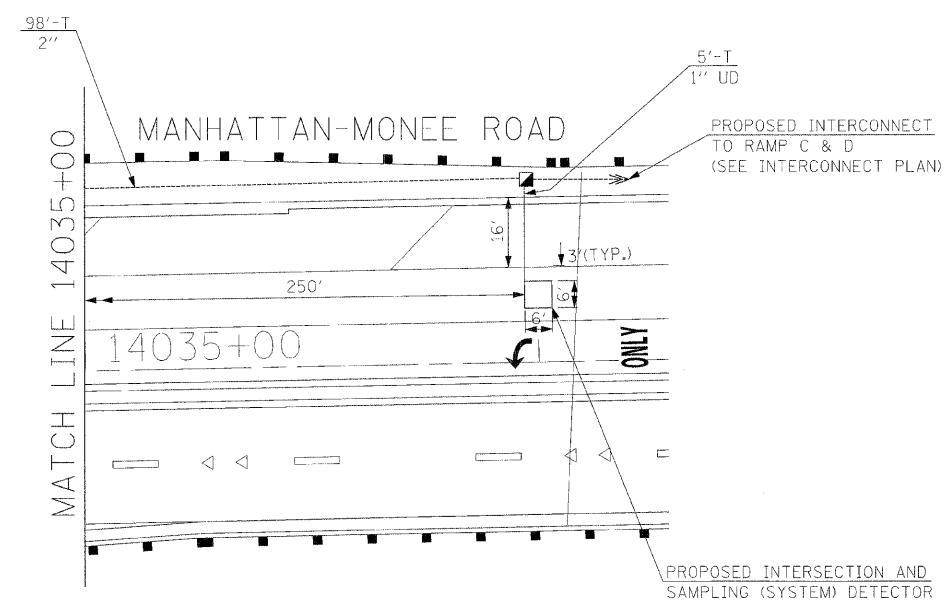 98'-T
2"
5'-T
1" UD
MANHATTAN-MONEE ROAD
PROPOSED INTERCONNECT
TO RAMP C & D
(SEE INTERCONNECT PLAN)
MATCH LINE 14035+00
16'
3'(TYP.)
250'
6'
6'
14035+00
ONLY
PROPOSED INTERSECTION AND
SAMPLING (SYSTEM) DETECTOR